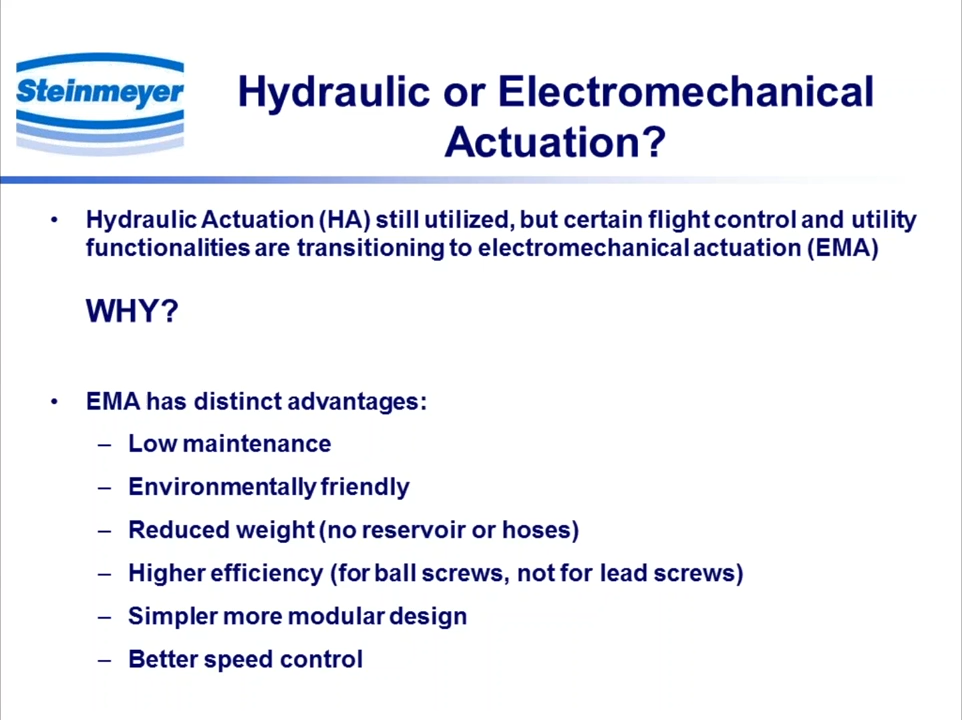 Steinmeyer
Hydraulic or Electromechanical
Actuation?
• Hydraulic Actuation (HA) still utilized, but certain flight control and utility
functionalities are transitioning to electromechanical actuation (EMA)
WHY?
• EMA has distinct advantages:
– Low maintenance
– Environmentally friendly
– Reduced weight (no reservoir or hoses)
– Higher efficiency (for ball screws, not for lead screws)
– Simpler more modular design
– Better speed control